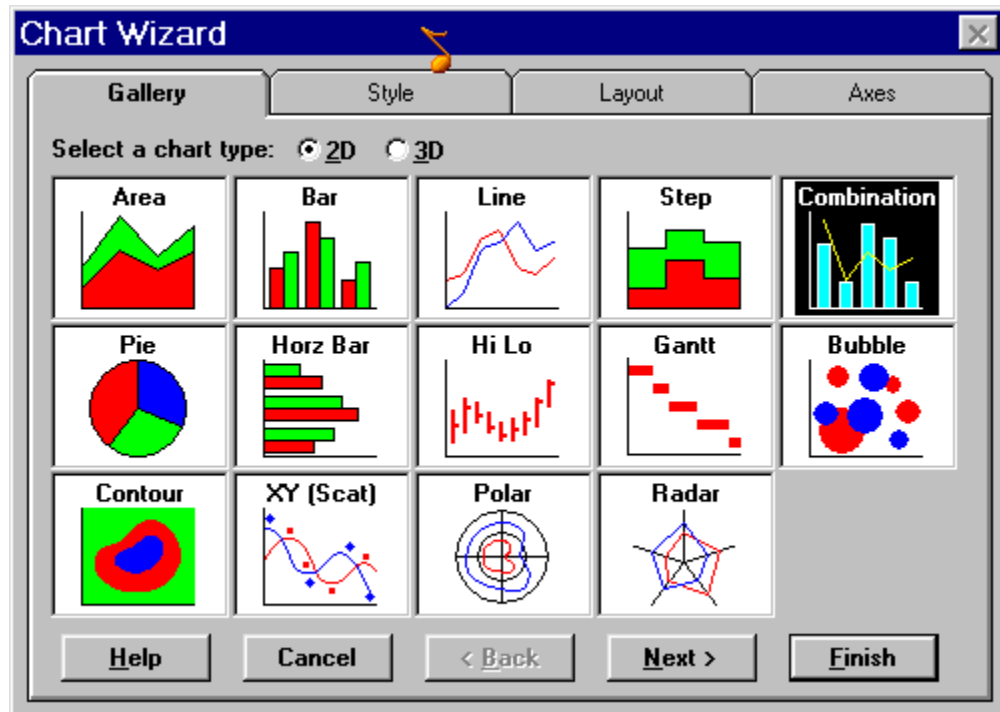 Chart Wizard
Gallery Style Layout Axes
Select a chart type: 2D 3D
Area Bar Line Step Combination
Pie Horz Bar Hi Lo Gantt Bubble
Contour XY (Scat) Polar Radar
Help Cancel < Back Next > Finish